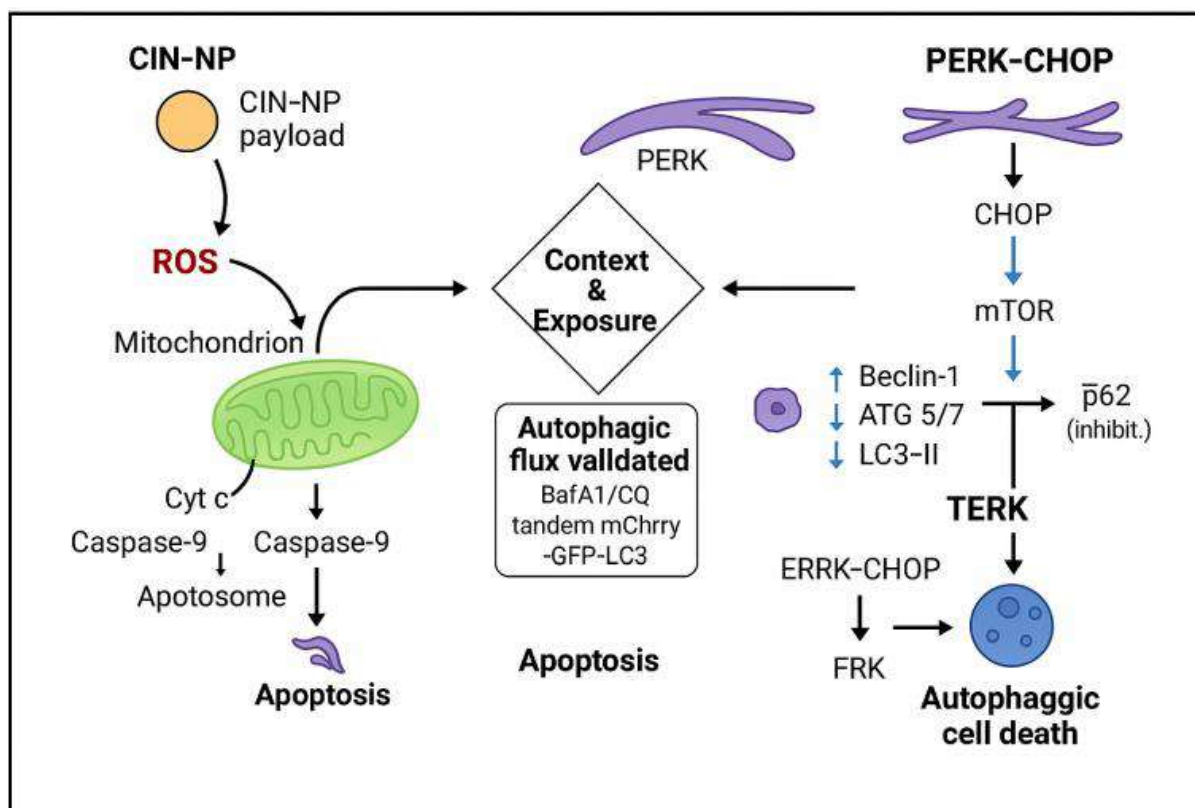 CIN-NP
CIN-NP
payload
ROS
Mitochondrion
Cyt c
Caspase-9
Caspase-9
Apotosome
Apoptosis
PERK
Context
&
Exposure
Autophagic
flux valldated
BafA1/CQ
tandem mChrry
-GFP-LC3
Apoptosis
PERK-CHOP
CHOP
mTOR
Beclin-1
ATG 5/7
LC3-II
p̅62
(inhibit.)
TERK
ERRK-CHOP
FRK
Autophaggic
cell death